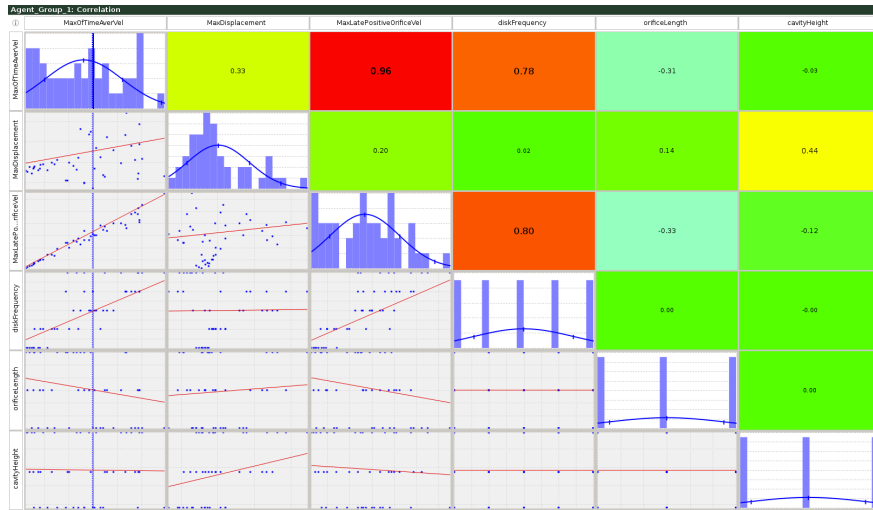 Agent_Group_1: Correlation
MaxOfTimeAverVel MaxDisplacement MaxLatePositiveOrificeVel diskFrequency orificeLength cavityHeight
MaxOfTimeAverVel 0.33 0.96 0.78 -0.31 -0.03
MaxDisplacement 0.20 0.02 0.14 0.44
MaxLatePo...nificeVel 0.80 -0.33 -0.12
diskFrequency 0.00 -0.00
orificeLength 0.00
cavityHeight